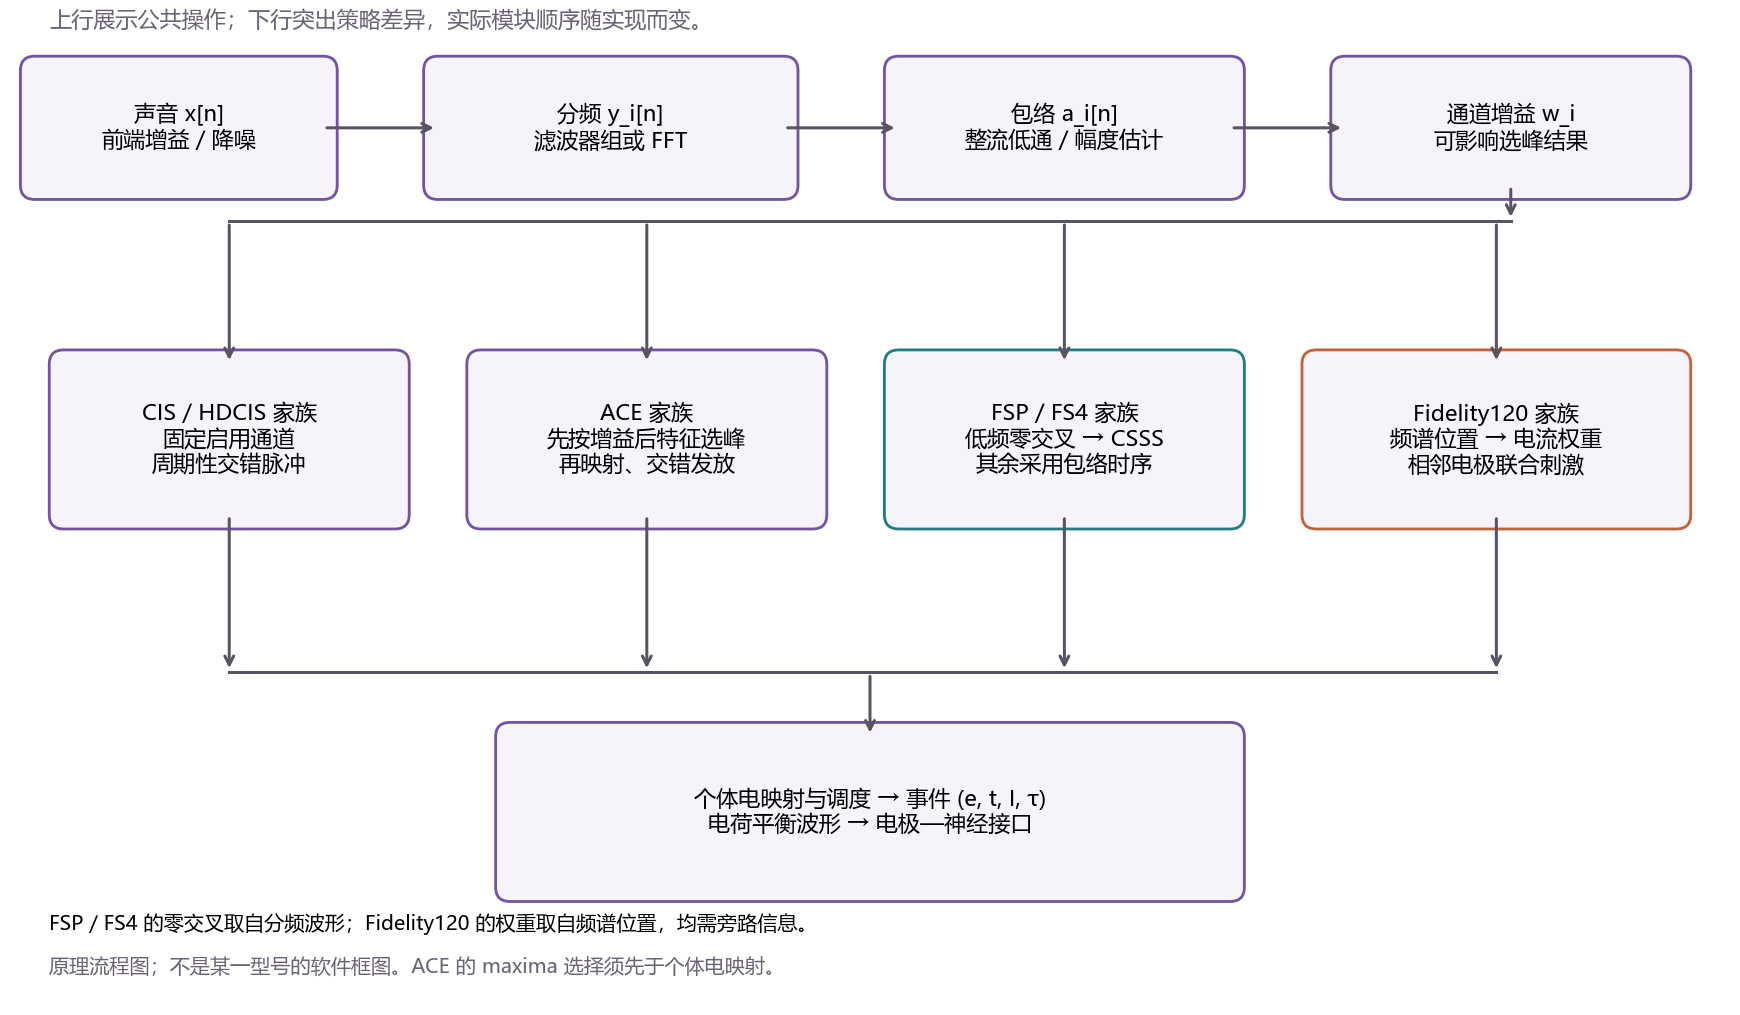 上行展示公共操作；下行突出策略差异，实际模块顺序随实现而变。
声音 x[n]
前端增益 / 降噪
分频 y_i[n]
滤波器组或 FFT
包络 a_i[n]
整流低通 / 幅度估计
通道增益 w_i
可影响选峰结果
CIS / HDCIS 家族
固定启用通道
周期性交错脉冲
ACE 家族
先按增益后特征选峰
再映射、交错发放
FSP / FS4 家族
低频零交叉 → CSSS
其余采用包络时序
Fidelity120 家族
频谱位置 → 电流权重
相邻电极联合刺激
个体电映射与调度 → 事件 (e, t, I, τ)
电荷平衡波形 → 电极—神经接口
FSP / FS4 的零交叉取自分频波形；Fidelity120 的权重取自频谱位置，均需旁路信息。
原理流程图；不是某一型号的软件框图。ACE 的 maxima 选择须先于个体电映射。